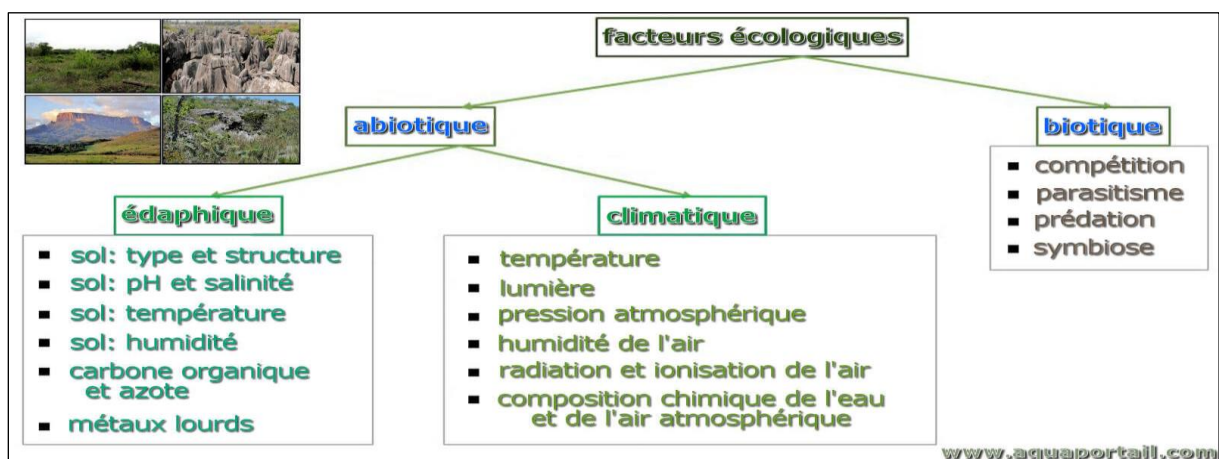 facteurs écologiques
abiotique
biotique
compétition
parasitisme
prédation
symbiose
édaphique
sol: type et structure
sol: pH et salinité
sol: température
sol: humidité
carbone organique
et azote
métaux lourds
climatique
température
lumière
pression atmosphérique
humidité de l'air
radiation et ionisation de l'air
composition chimique de l'eau
et de l'air atmosphérique
www.aquaportail.com